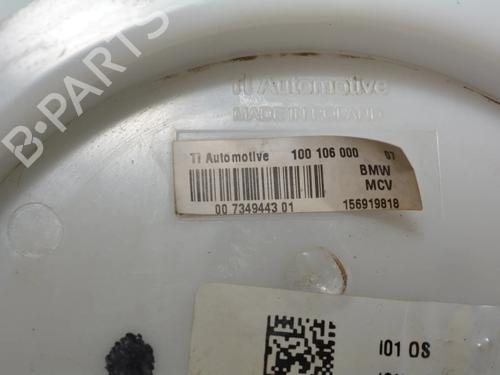 B-PARTS
TI Automotive
MADE IN POLAND
TI Automotive 100 106 000 07
BMW
MCV
00 7349443 01 156919818
I01 OS